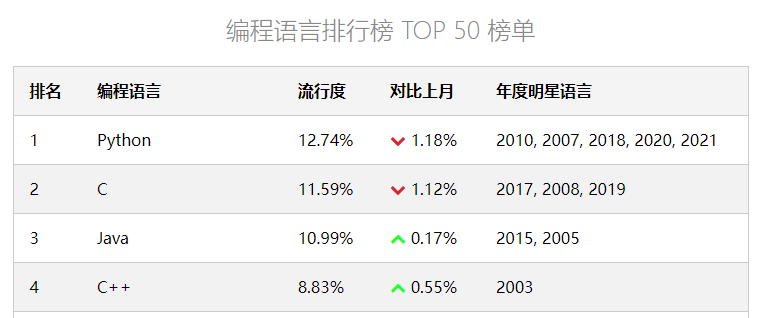 编程语言排行榜 TOP 50 榜单
排名 编程语言 流行度 对比上月 年度明星语言
1 Python 12.74% 1.18% 2010, 2007, 2018, 2020, 2021
2 C 11.59% 1.12% 2017, 2008, 2019
3 Java 10.99% 0.17% 2015, 2005
4 C++ 8.83% 0.55% 2003